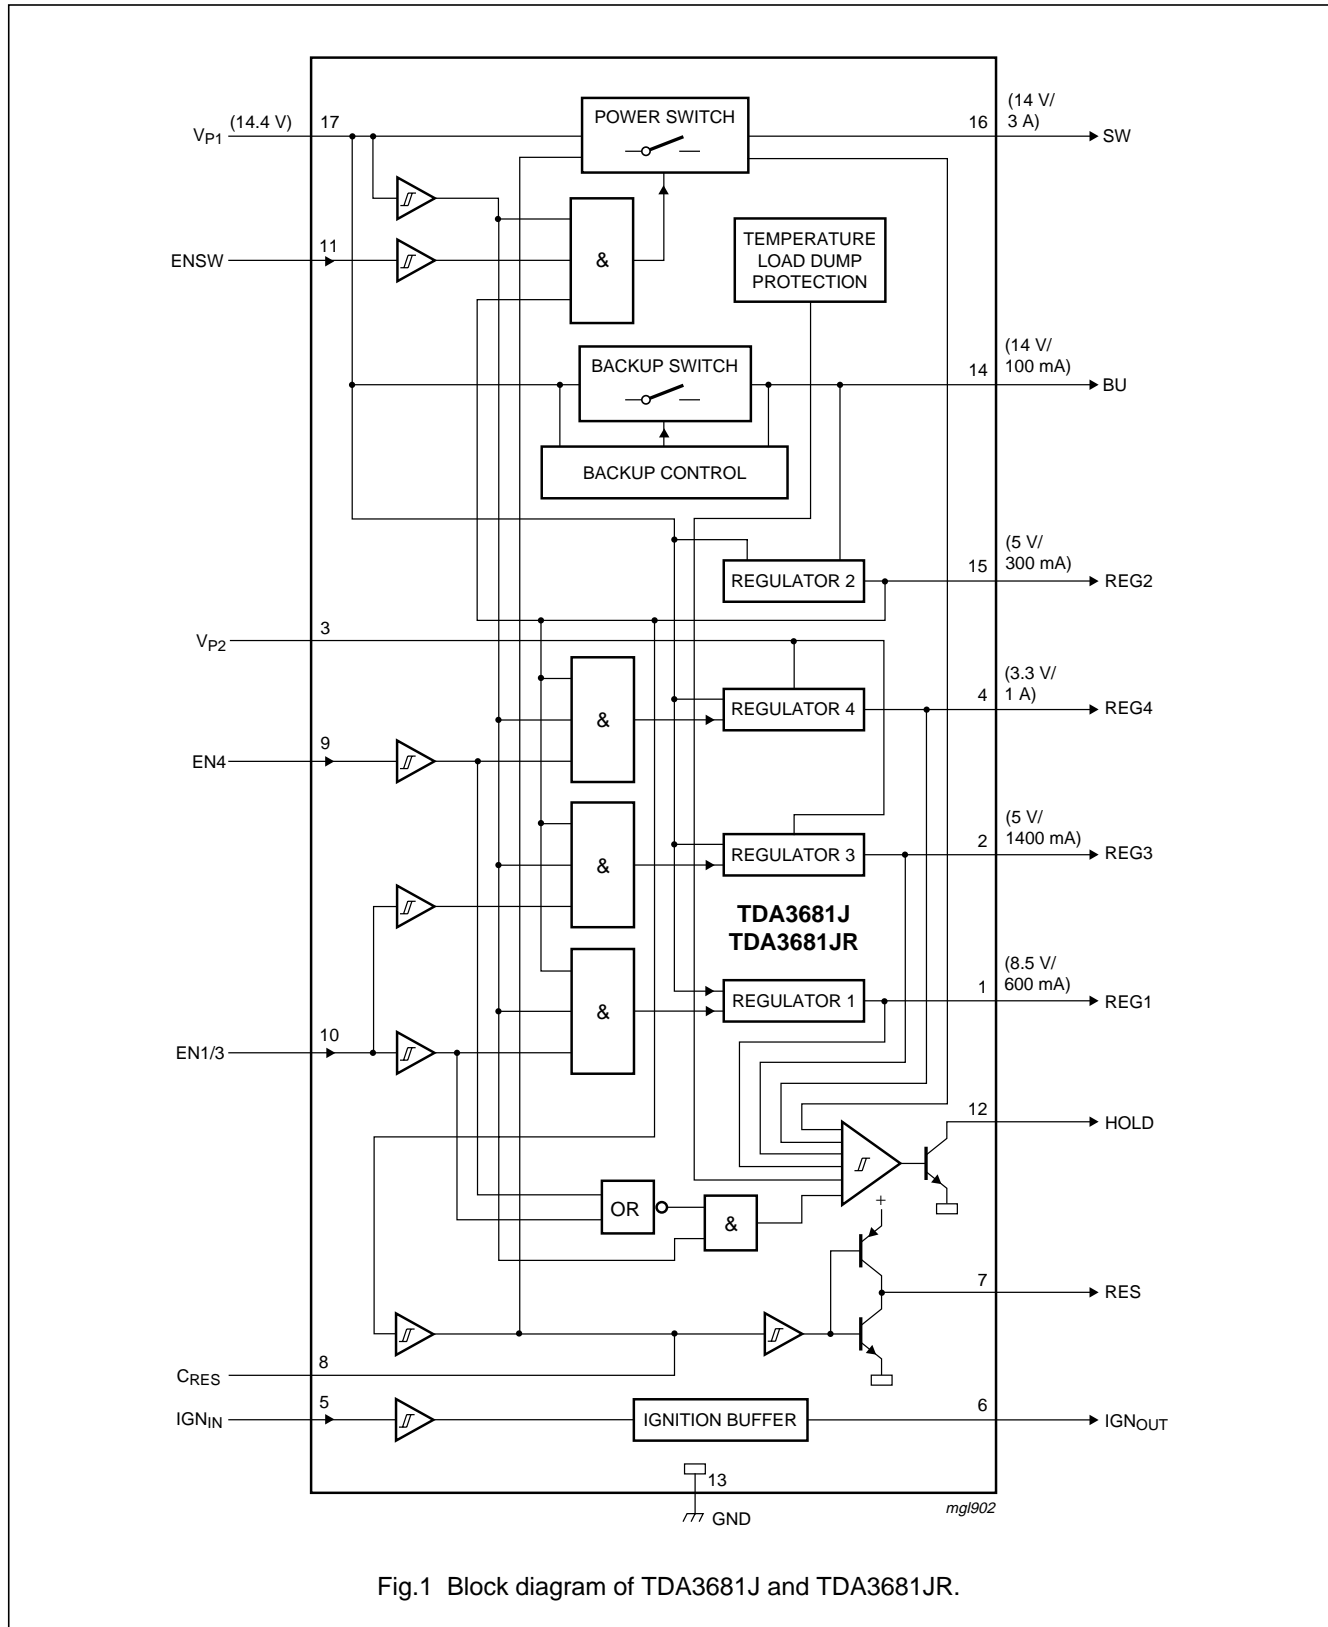 POWER SWITCH
(14 V/
3 A)
VP1
(14.4 V)
17
16
SW
ENSW
11
&
TEMPERATURE
LOAD DUMP
PROTECTION
BACKUP SWITCH
(14 V/
100 mA)
14
BU
BACKUP CONTROL
(5 V/
300 mA)
REGULATOR 2
15
REG2
VP2
3
(3.3 V/
1 A)
&
REGULATOR 4
4
REG4
EN4
9
(5 V/
1400 mA)
&
REGULATOR 3
2
REG3
TDA3681J
TDA3681JR
(8.5 V/
600 mA)
&
REGULATOR 1
1
REG1
EN1/3
10
12
HOLD
+
OR
&
7
RES
CRES
8
IGNIN
5
IGNITION BUFFER
6
IGNOUT
13
GND
mgl902
Fig.1 Block diagram of TDA3681J and TDA3681JR.